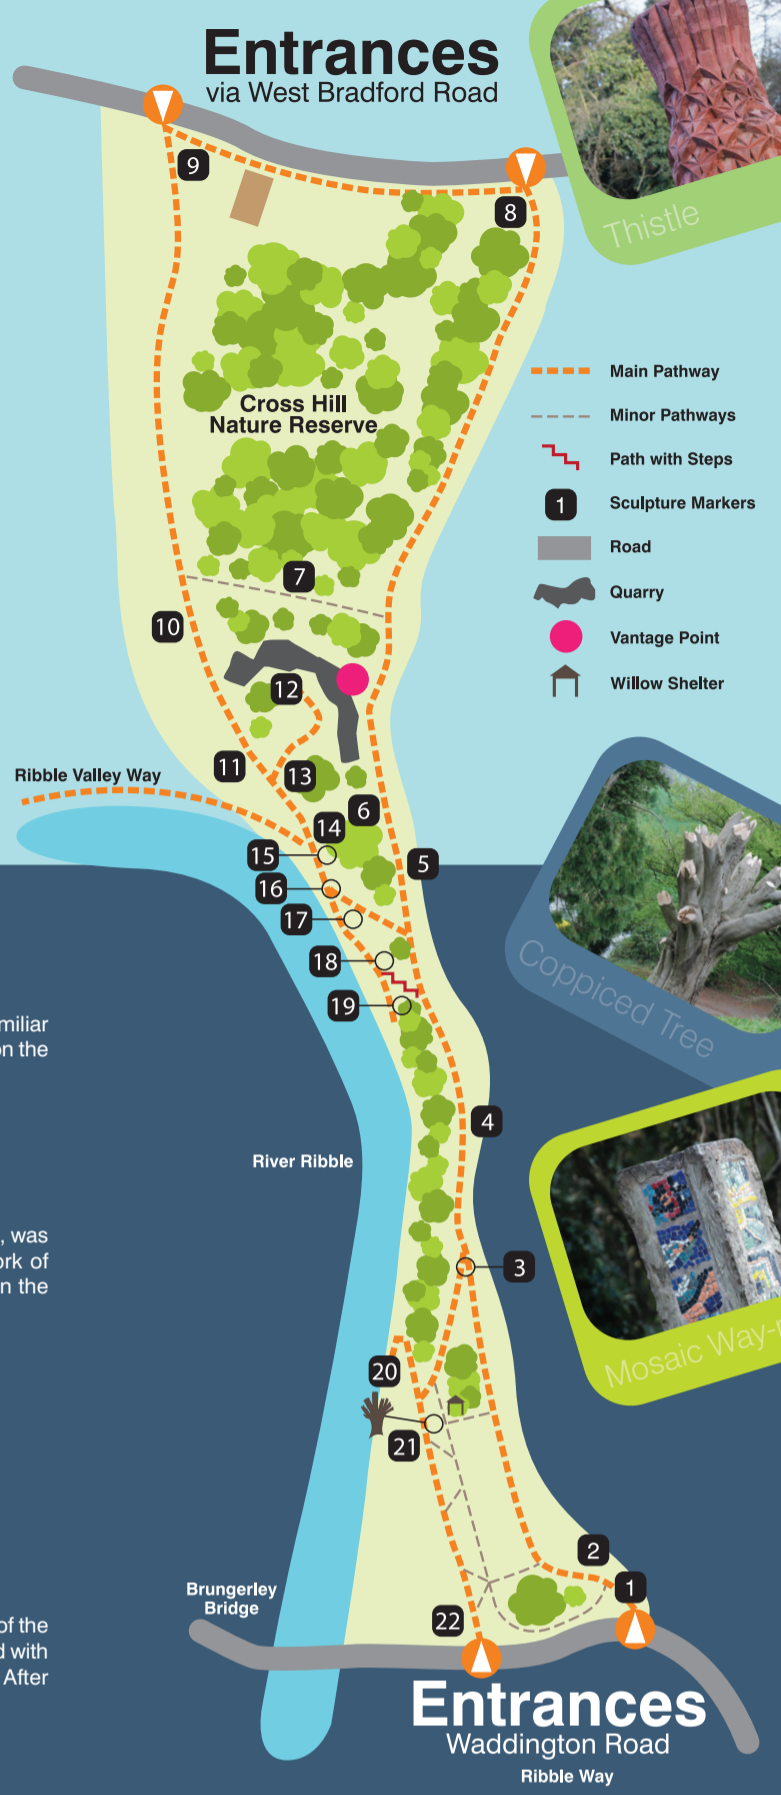 Entrances
via West Bradford Road
9
8
Thistle
Main Pathway
Minor Pathways
Path with Steps
1 Sculpture Markers
Road
Quarry
Vantage Point
Willow Shelter
Cross Hill
Nature Reserve
7
10
12
11
13
Ribble Valley Way
6
14
15
5
16
17
18
19
Coppiced Tree
miliar
on the
4
River Ribble
, was
ork of
n the
3
Mosaic Way-
20
21
2
1
Brungerley
Bridge
22
of the
d with
After
Entrances
Waddington Road
Ribble Way